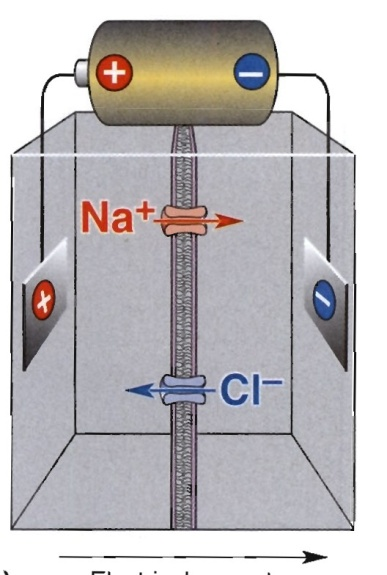 + −
Na⁺
+ −
Cl⁻